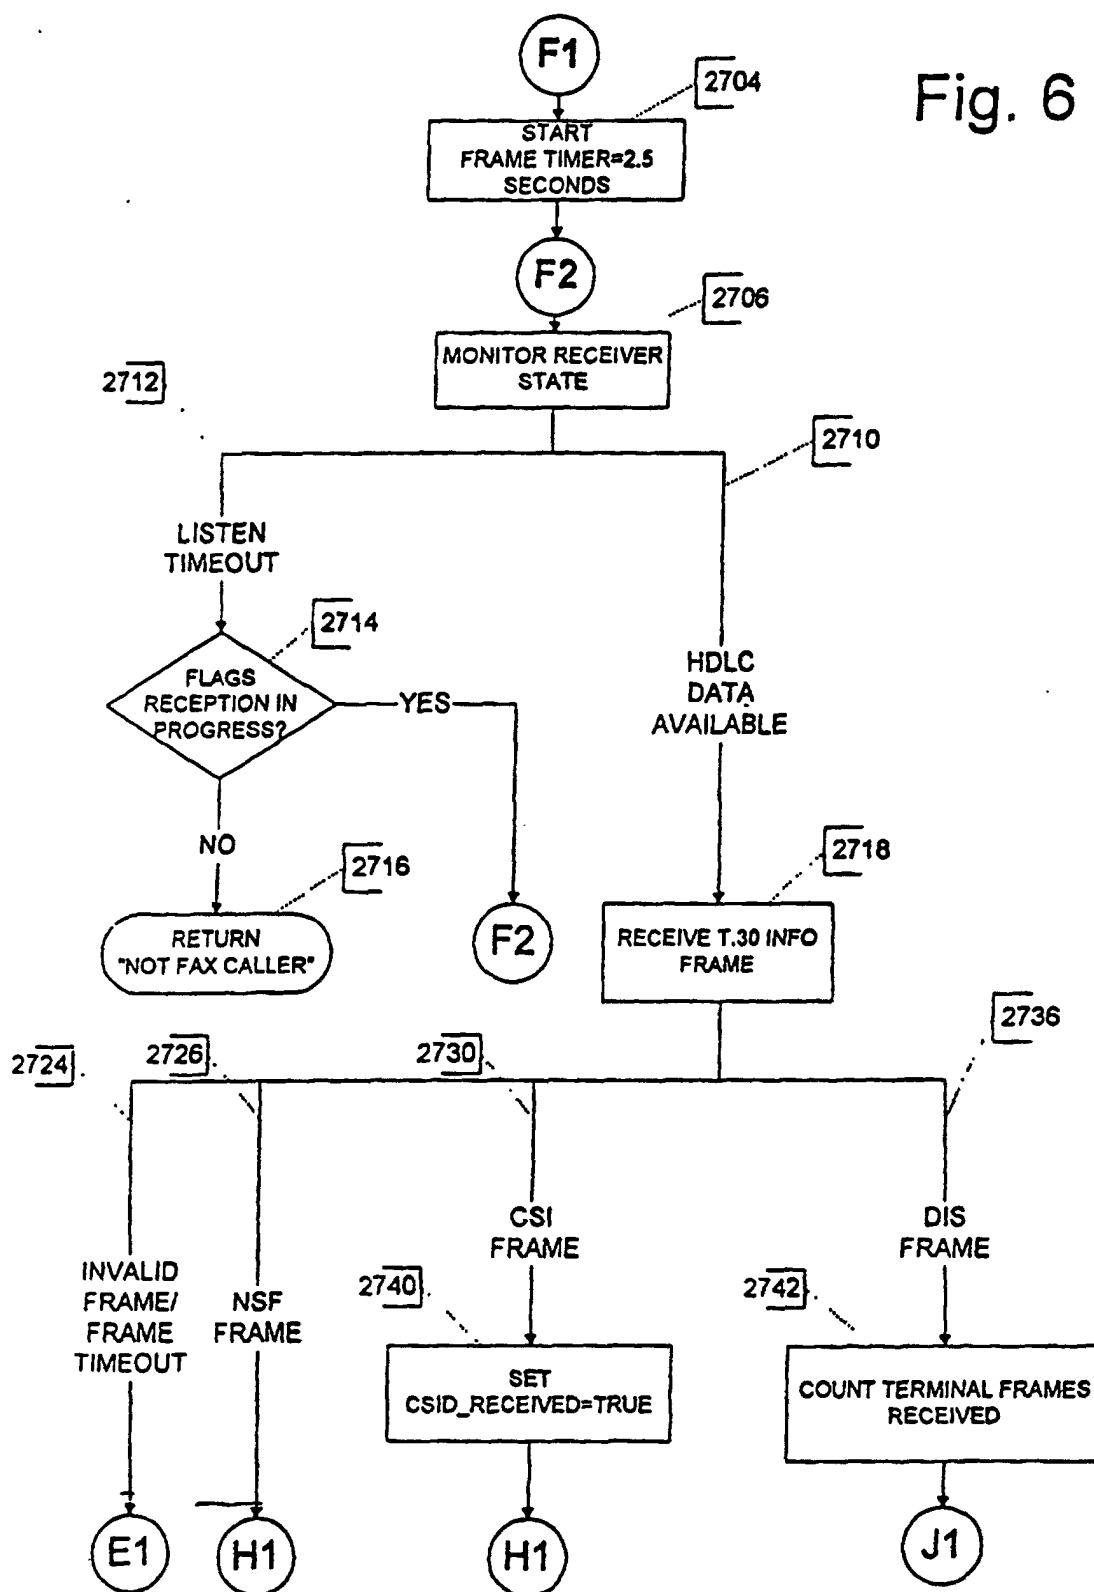 F1
2704
Fig. 6
START
FRAME TIMER=2.5
SECONDS
F2
2706
MONITOR RECEIVER
STATE
2712
2710
LISTEN
TIMEOUT
2714
FLAGS
RECEPTION IN
PROGRESS?
YES
HDLC
DATA
AVAILABLE
NO
2716
2718
RETURN
"NOT FAX CALLER"
F2
RECEIVE T.30 INFO
FRAME
2724
2726
2730
2736
CSI
FRAME
DIS
FRAME
INVALID
FRAME/
FRAME
TIMEOUT
NSF
FRAME
2740
2742
SET
CSID_RECEIVED=TRUE
COUNT TERMINAL FRAMES
RECEIVED
E1
H1
H1
J1